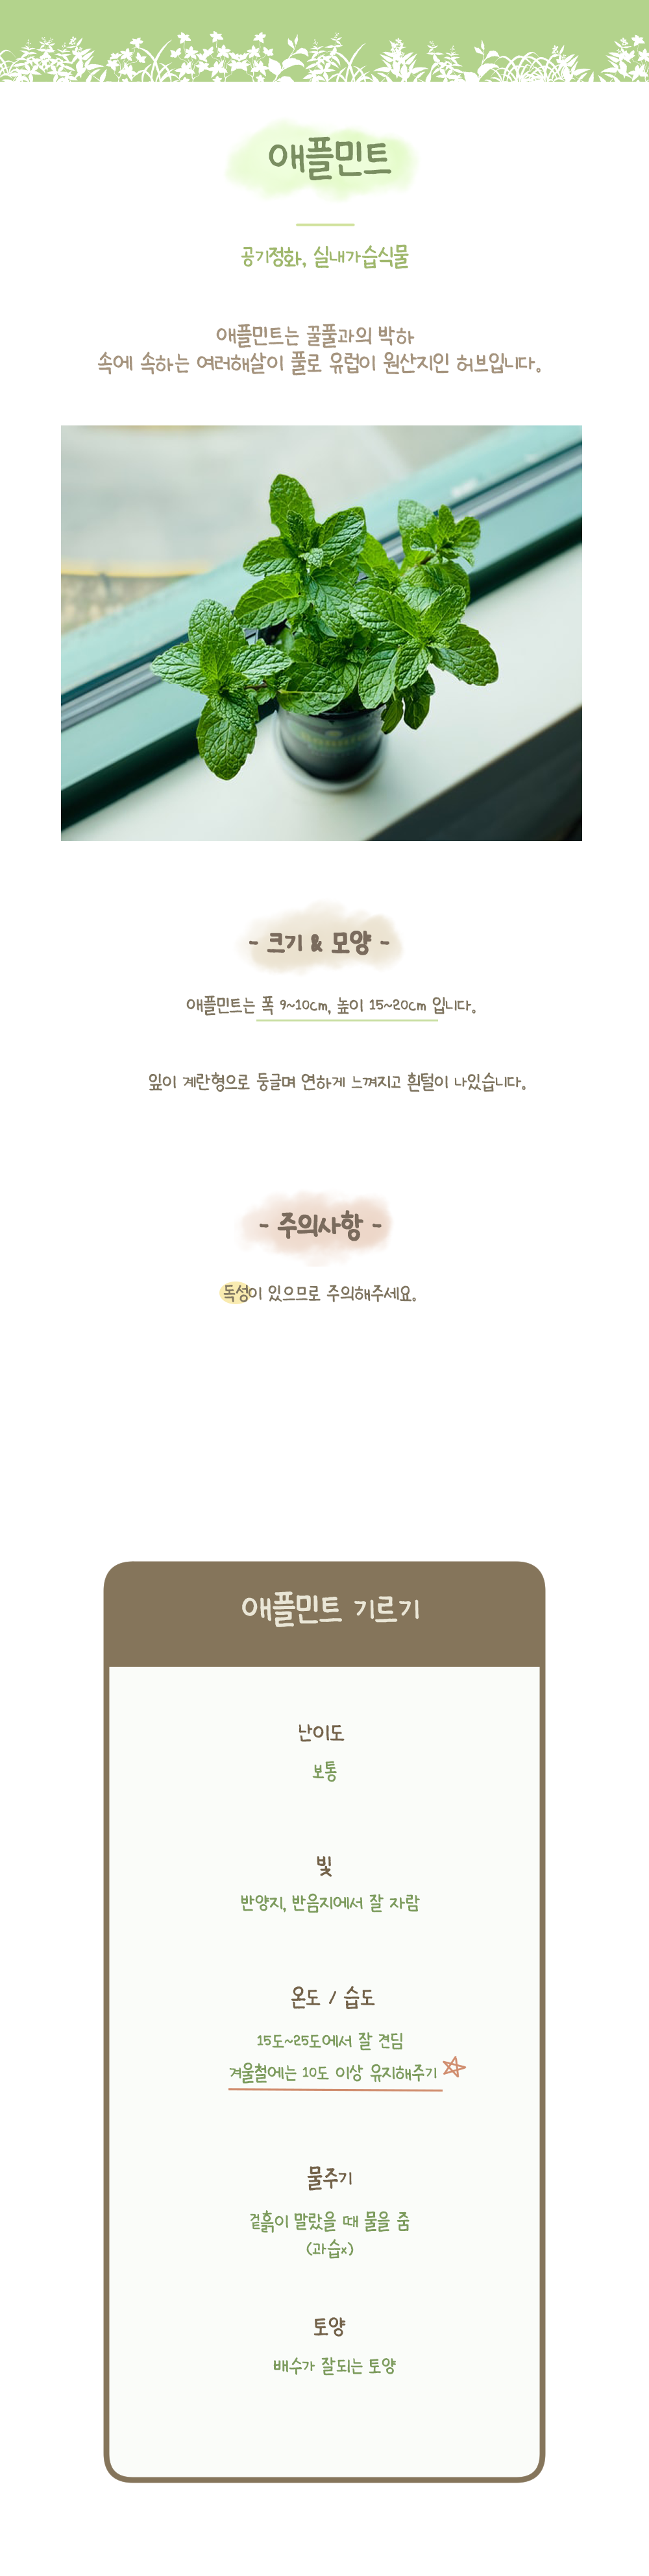 애플민트
공기정화, 실내가습식물
애플민트는 꿀풀과의 박하
속에 속하는 여러해살이 풀로 유럽이 원산지인 허브입니다.
- 크기 & 모양 -
애플민트는 폭 9~10cm, 높이 15~20cm 입니다.
잎이 계란형으로 둥글며 연하게 느껴지고 흰털이 나있습니다.
- 주의사항 -
독성이 있으므로 주의해주세요.
애플민트 기르기
난이도
보통
빛
반양지, 반음지에서 잘 자람
온도 / 습도
15도~25도에서 잘 견딤
겨울철에는 10도 이상 유지해주기
물주기
겉흙이 말랐을 때 물을 줌
(과습x)
토양
배수가 잘되는 토양